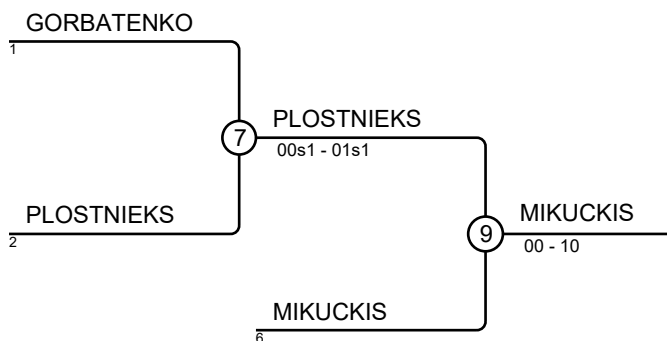 GORBATENKO
1
7
PLOSTNIEKS
00s1 - 01s1
PLOSTNIEKS
2
9
MIKUCKIS
00 - 10
MIKUCKIS
6